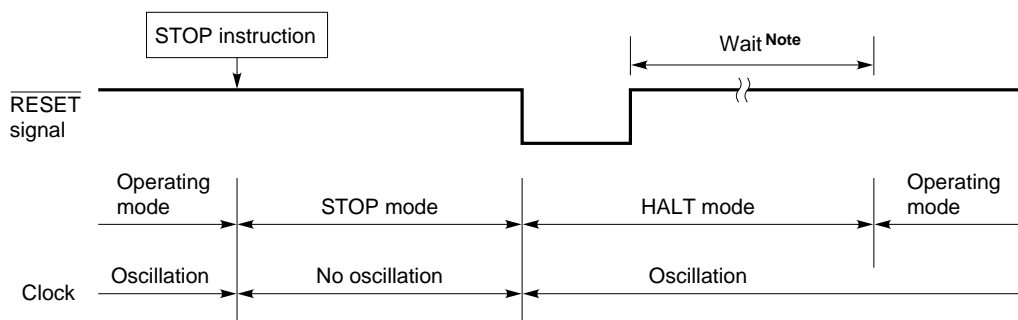 STOP instruction
Wait Note
RESET
signal
Operating
mode
STOP mode
HALT mode
Operating
mode
Clock
Oscillation
No oscillation
Oscillation